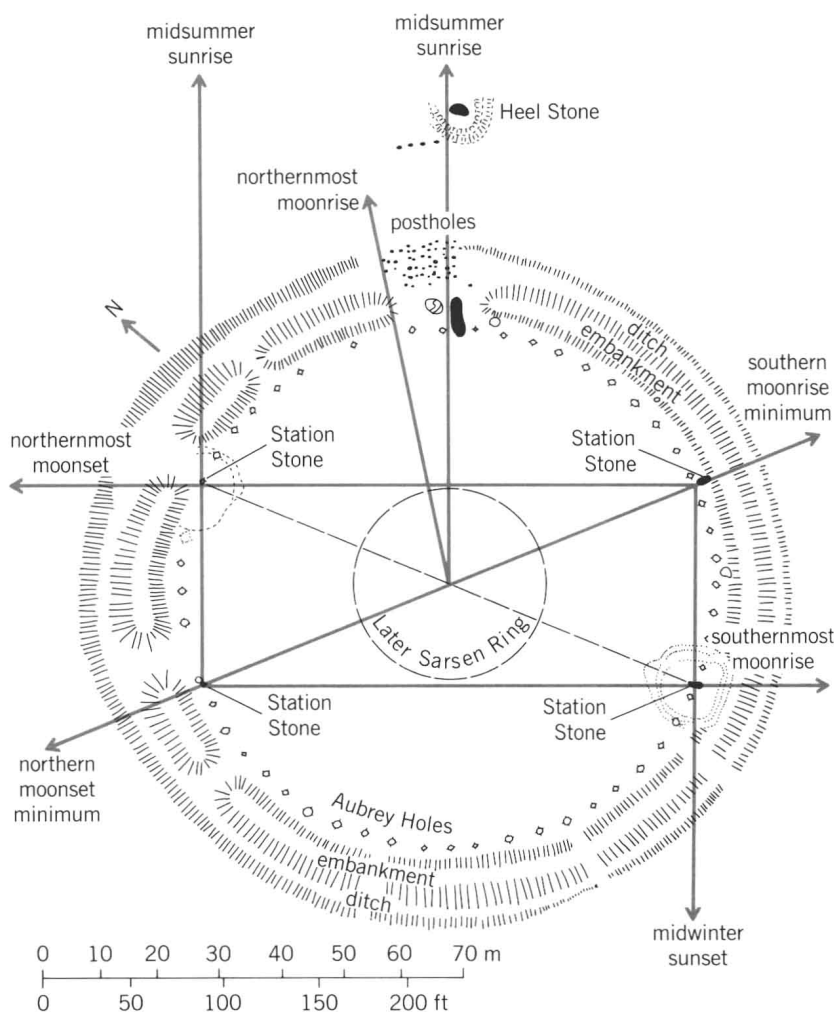 midsummer
sunrise
midsummer
sunrise
Heel Stone
northernmost
moonrise
postholes
N
ditch
embankment
southern
moonrise
minimum
northernmost
moonset
Station
Stone
Station
Stone
Later Sarsen Ring
southernmost
moonrise
Station
Stone
Station
Stone
northern
moonset
minimum
Aubrey Holes
embankment
ditch
midwinter
sunset
0 10 20 30 40 50 60 70 m
0 50 100 150 200 ft